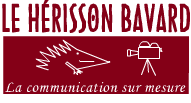 LE HÉRISSON BAVARD
La communication sur mesure